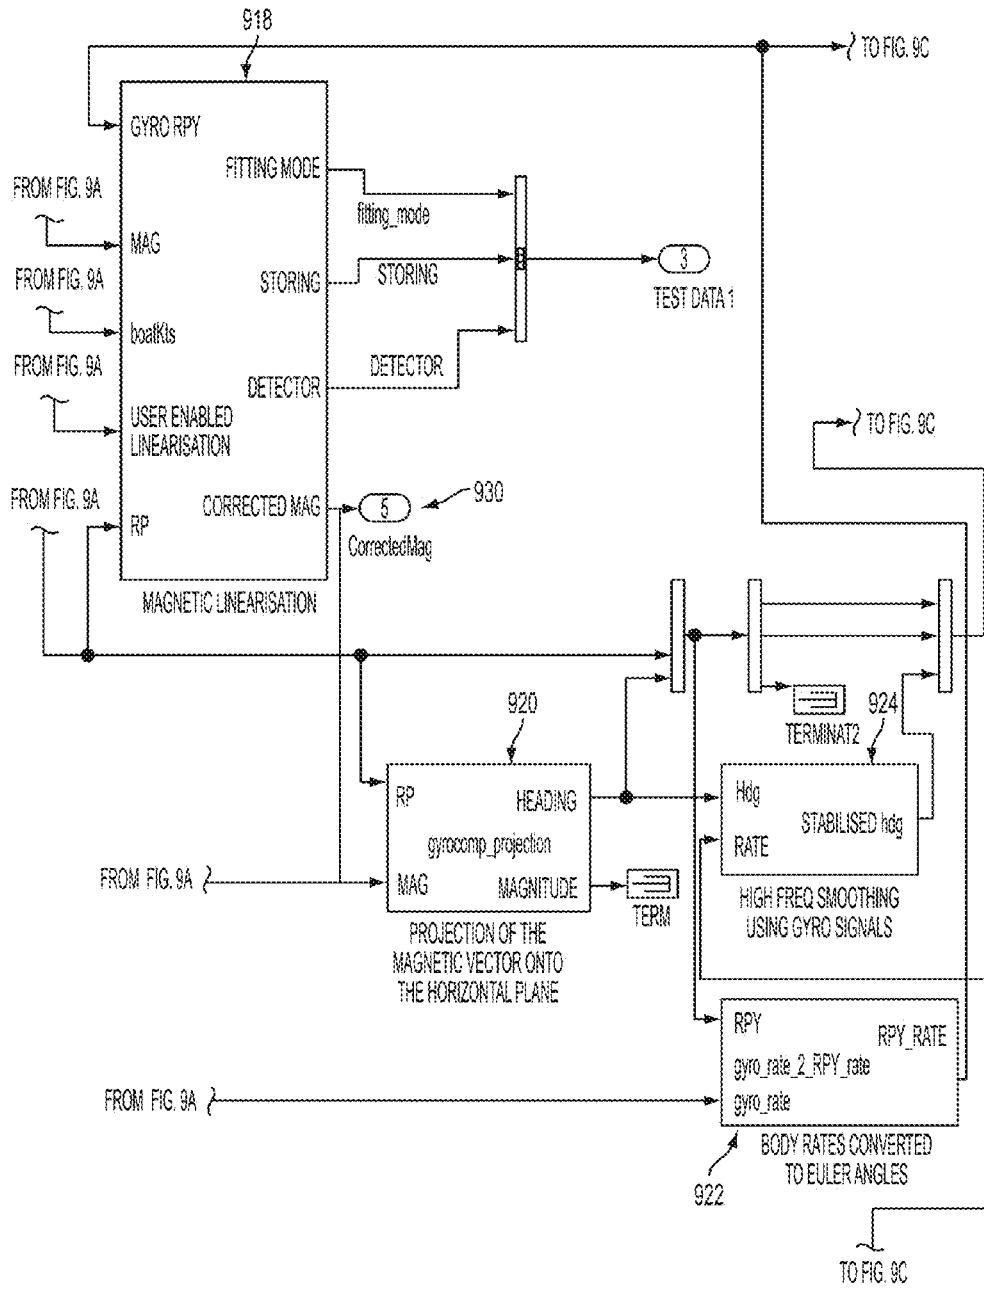 918
TO FIG. 9C
GYRO RPY
FITTING MODE
FROM FIG. 9A
fitting_mode
MAG
FROM FIG. 9A
STORING
STORING
3
TEST DATA 1
boatKts
FROM FIG. 9A
DETECTOR
DETECTOR
USER ENABLED
LINEARISATION
TO FIG. 9C
FROM FIG. 9A
CORRECTED MAG
5
930
RP
CorrectedMag
MAGNETIC LINEARISATION
920
924
TERMINAT2
RP
HEADING
Hdg
STABILISED hdg
gyrocomp_projection
RATE
FROM FIG. 9A
MAG
MAGNITUDE
TERM
HIGH FREQ SMOOTHING
USING GYRO SIGNALS
PROJECTION OF THE
MAGNETIC VECTOR ONTO
THE HORIZONTAL PLANE
RPY
RPY_RATE
gyro_rate_2_RPY_rate
FROM FIG. 9A
gyro_rate
BODY RATES CONVERTED
TO EULER ANGLES
922
TO FIG. 9C